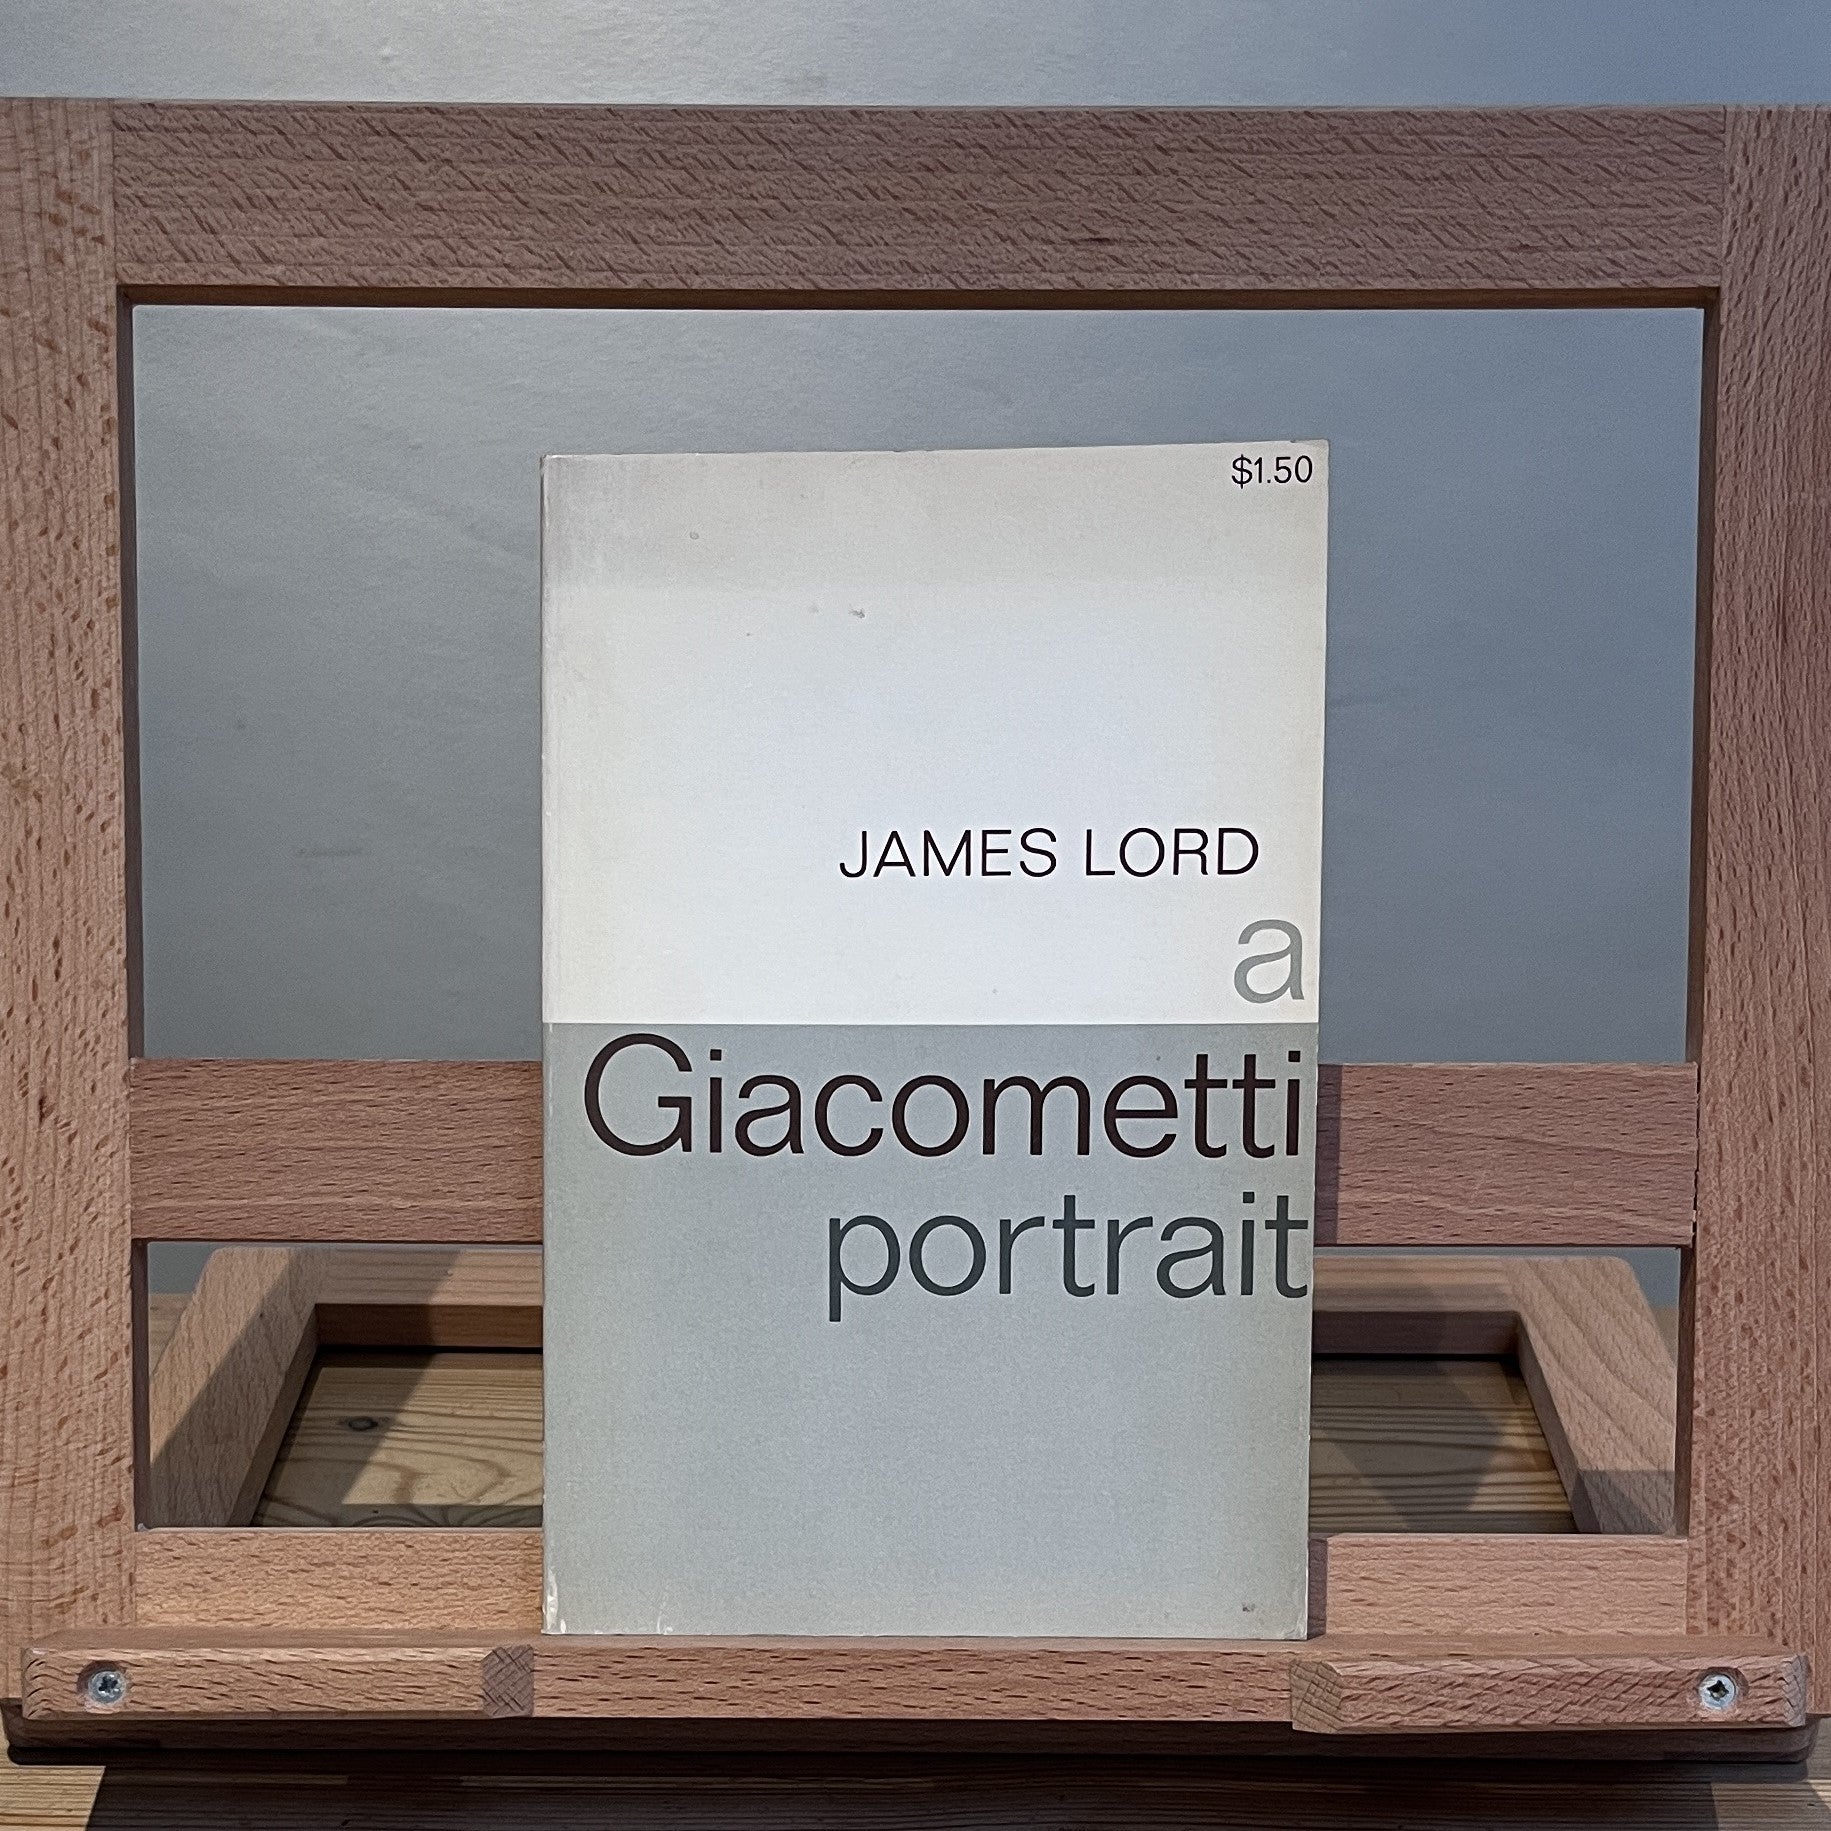 $1.50
JAMES LORD
a
Giacometti
portrait